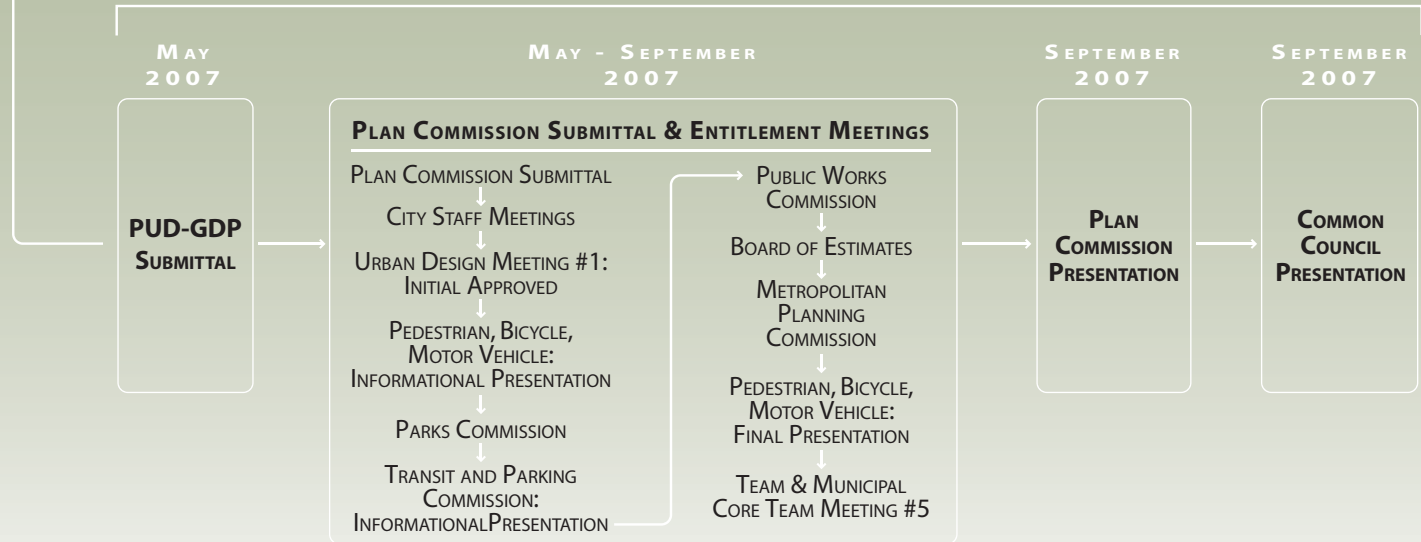 May
2007
PUD-GDP
Submittal
May - September
2007
Plan Commission Submittal & Entitlement Meetings
Plan Commission Submittal
City Staff Meetings
Urban Design Meeting #1:
Initial Approved
Pedestrian, Bicycle,
Motor Vehicle:
Informational Presentation
Parks Commission
Transit and Parking
Commission:
InformationalPresentation
Public Works
Commission
Board of Estimates
Metropolitan
Planning
Commission
Pedestrian, Bicycle,
Motor Vehicle:
Final Presentation
Team & Municipal
Core Team Meeting #5
September
2007
Plan
Commission
Presentation
September
2007
Common
Council
Presentation